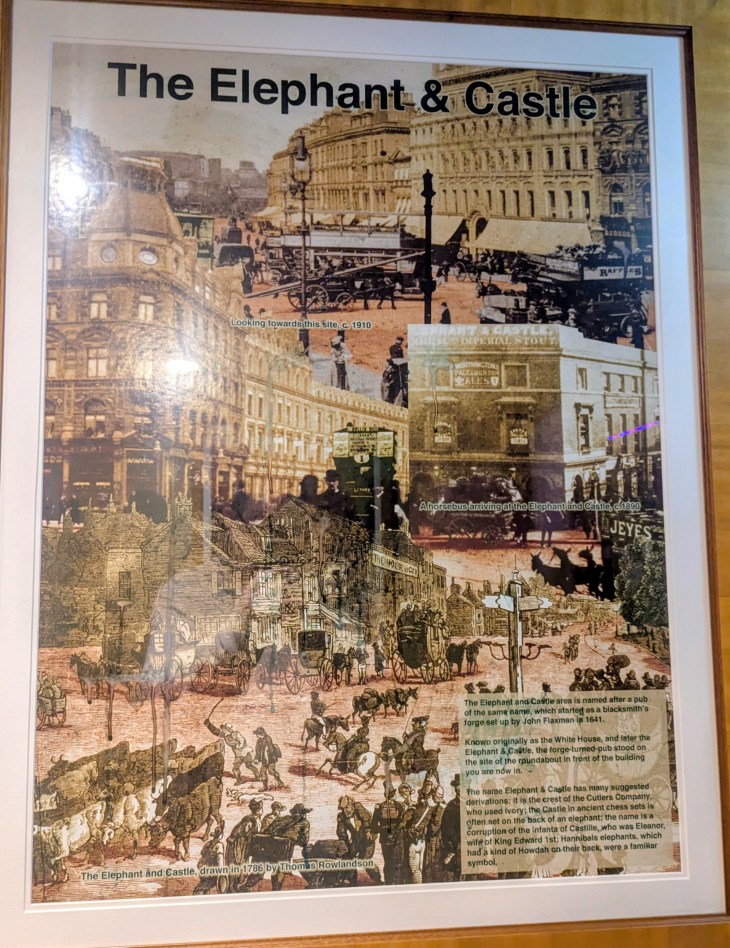 The Elephant & Castle
RAFFLES
Looking towards this site, c. 1910
ELEPHANT & CASTLE.
IMPERIAL STOUT.
ALES
A horsebus arriving at the Elephant and Castle, c.1890
JEYES'
The Elephant and Castle area is named after a pub
of the same name, which started as a blacksmith's
forge set up by John Flaxman in 1641.
Known originally as the White House, and later the
Elephant & Castle, the forge-turned-pub stood on
the site of the roundabout in front of the building
you are now in.
The name Elephant & Castle has many suggested
derivations: it is the crest of the Cutlers Company,
who used ivory; the Castle in ancient chess sets is
often set on the back of an elephant; the name is a
corruption of the Infanta of Castille, who was Eleanor,
wife of King Edward 1st; Hannibals elephants, which
had a kind of Howdah on their back, were a familiar
symbol.
The Elephant and Castle, drawn in 1786 by Thomas Rowlandson